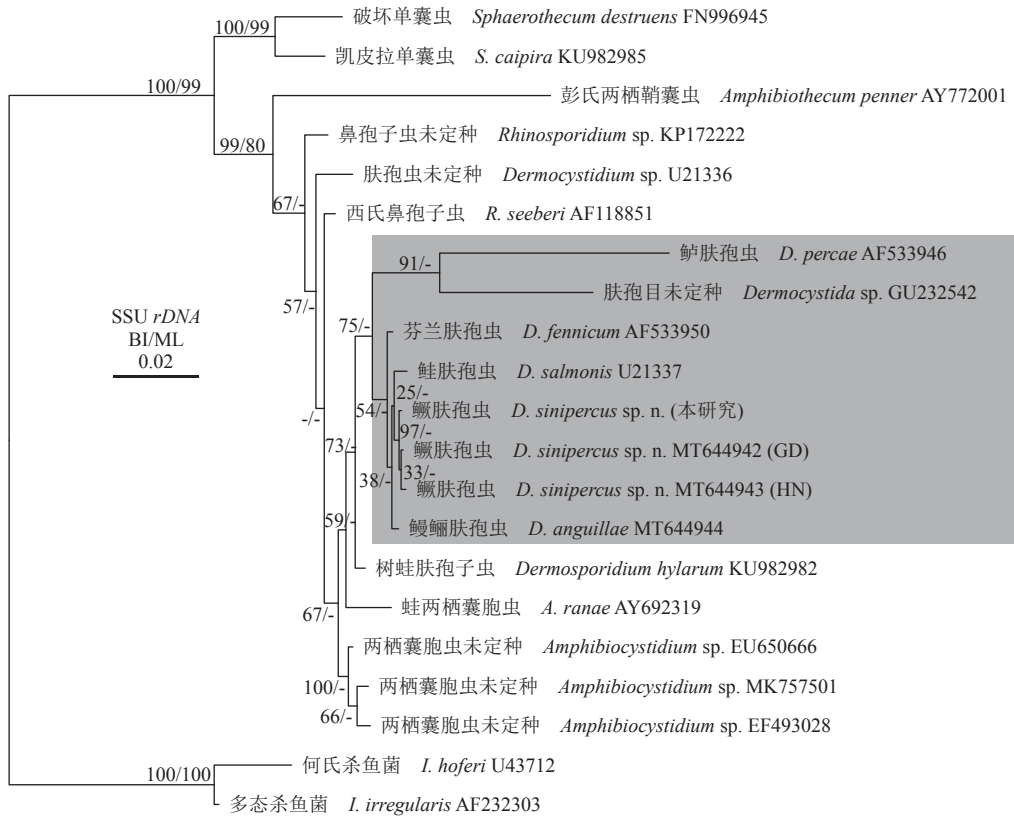 破坏单囊虫 Sphaerothecum destruens FN996945
100/99
凯皮拉单囊虫 S. caipira KU982985
100/99
彭氏两栖鞘囊虫 Amphibiothecum penner AY772001
鼻孢子虫未定种 Rhinosporidium sp. KP172222
99/80
肤孢虫未定种 Dermocystidium sp. U21336
67/-
西氏鼻孢子虫 R. seeberi AF118851
鲈肤孢虫 D. percae AF533946
91/-
肤孢目未定种 Dermocystida sp. GU232542
57/-
SSU rDNA
BI/ML
0.02
75/-
芬兰肤孢虫 D. fennicum AF533950
鲑肤孢虫 D. salmonis U21337
25/-
54/-
鳜肤孢虫 D. sinipercus sp. n. (本研究)
-/-
97/-
73/-
鳜肤孢虫 D. sinipercus sp. n. MT644942 (GD)
33/-
38/-
鳜肤孢虫 D. sinipercus sp. n. MT644943 (HN)
59/-
鳗鲡肤孢虫 D. anguillae MT644944
树蛙肤孢子虫 Dermosporidium hylarum KU982982
蛙两栖囊胞虫 A. ranae AY692319
67/-
两栖囊胞虫未定种 Amphibiocystidium sp. EU650666
100/-
两栖囊胞虫未定种 Amphibiocystidium sp. MK757501
66/-
两栖囊胞虫未定种 Amphibiocystidium sp. EF493028
何氏杀鱼菌 I. hoferi U43712
100/100
多态杀鱼菌 I. irregularis AF232303